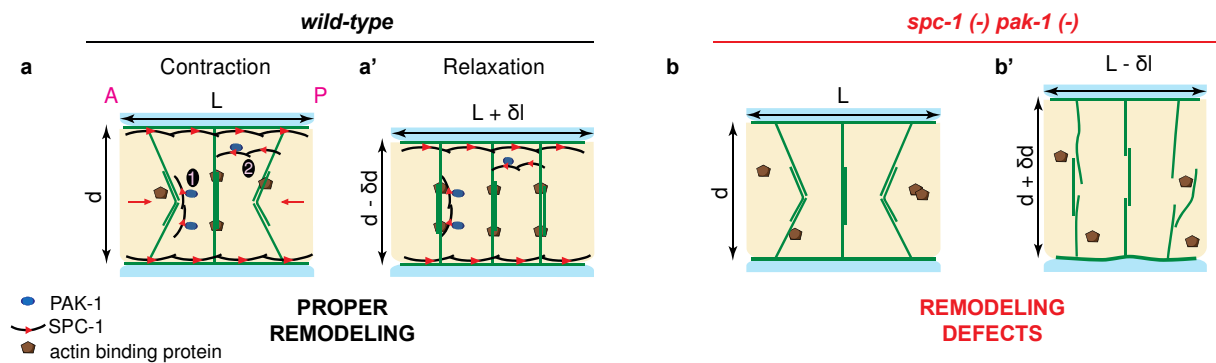 wild-type
spc-1 (-) pak-1 (-)
a
Contraction
a'
Relaxation
b
b'
A
L
P
L + δl
L
L - δl
d
1
2
d - δd
d
d + δd
PAK-1
SPC-1
actin binding protein
PROPER
REMODELING
REMODELING
DEFECTS